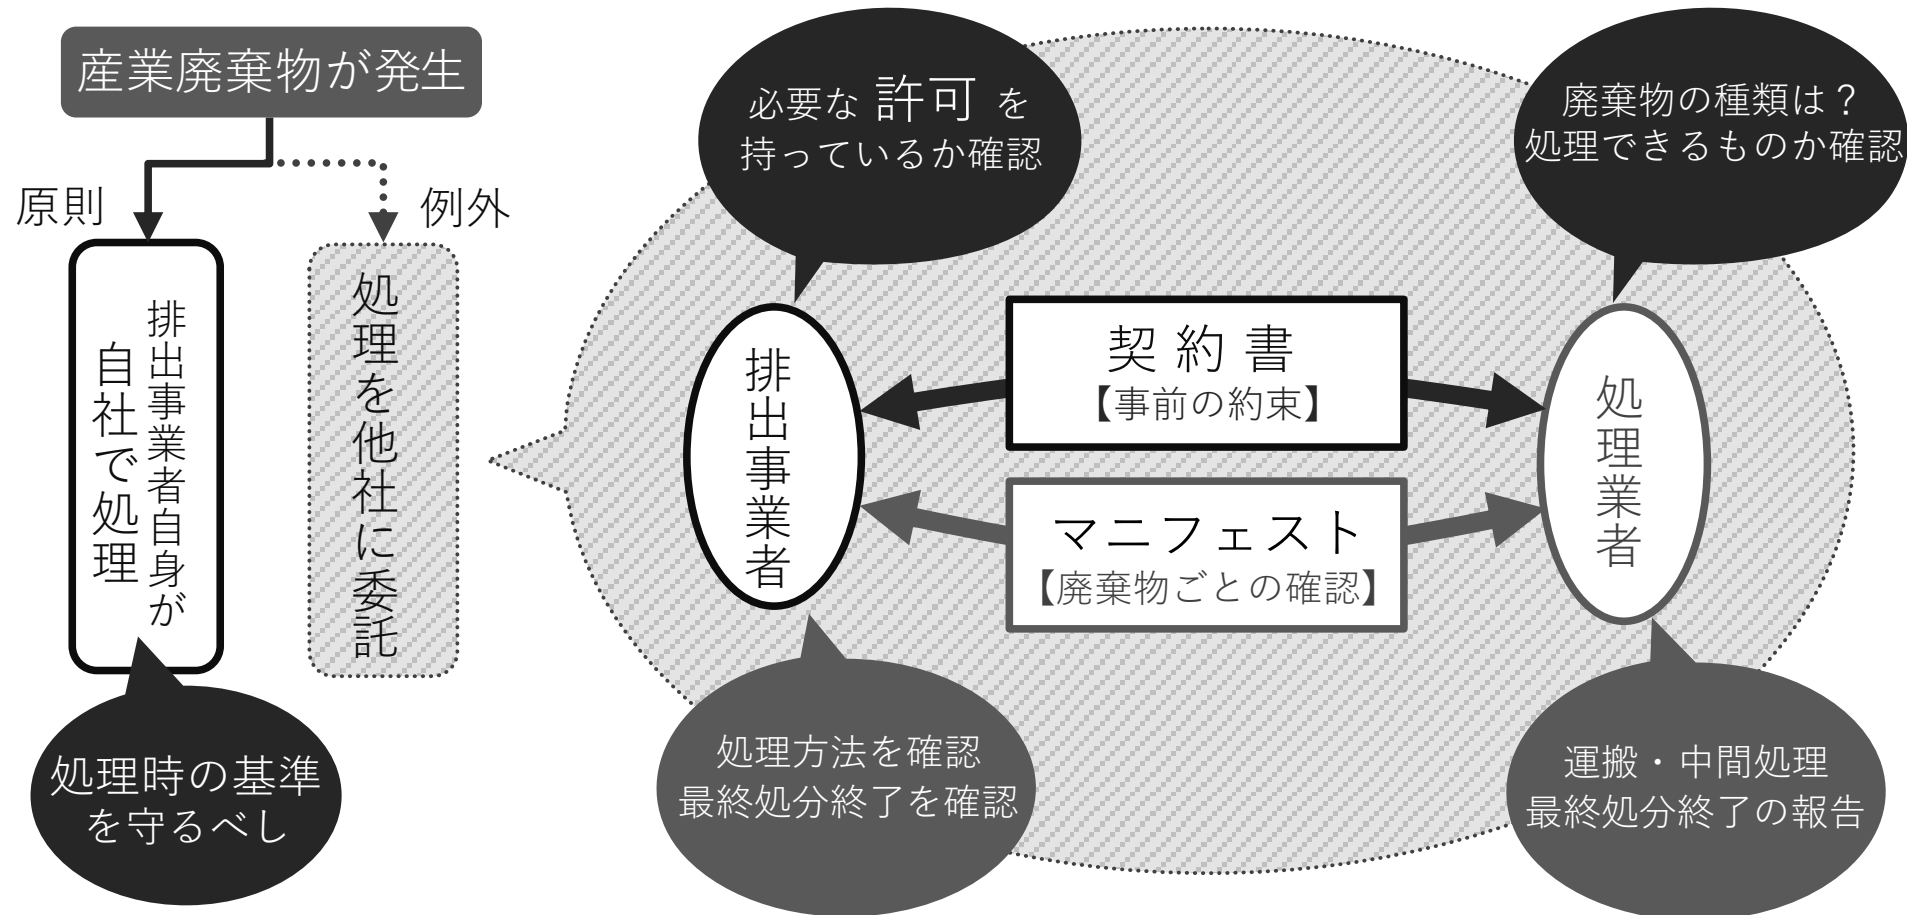 産業廃棄物が発生
原則
例外
排出事業者自身が
自社で処理
処理を他社に委託
処理時の基準
を守るべし
必要な 許可 を
持っているか確認
廃棄物の種類は？
処理できるものか確認
排出事業者
契約書
【事前の約束】
マニフェスト
【廃棄物ごとの確認】
処理業者
処理方法を確認
最終処分終了を確認
運搬・中間処理
最終処分終了の報告